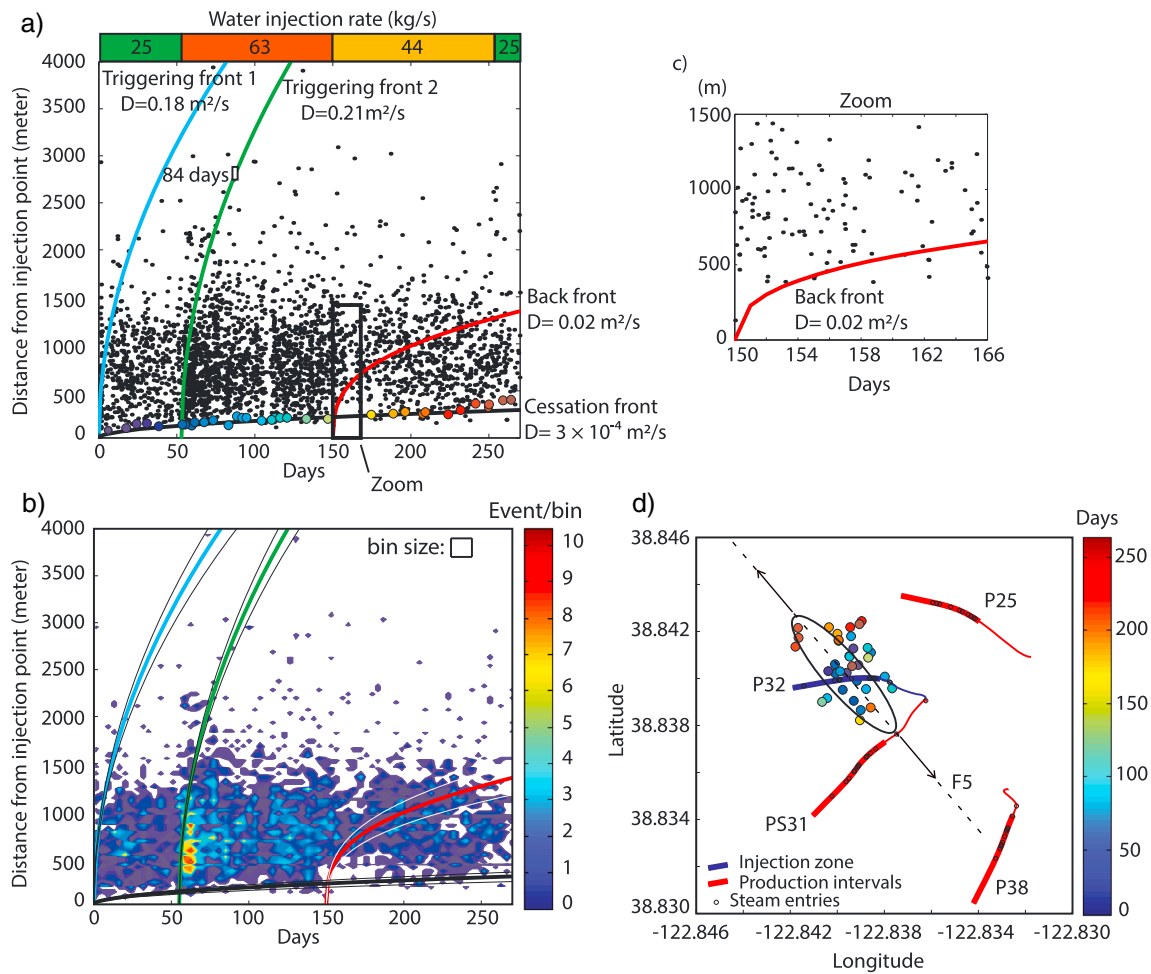 a)
Water injection rate (kg/s)
25 63 44 25
4000
3500
3000
2500
2000
1500
1000
500
0
Distance from injection point (meter)
Triggering front 1
D=0.18 m²/s
Triggering front 2
D=0.21m²/s
84 days
Back front
D= 0.02 m²/s
Cessation front
D= 3 × 10⁻⁴ m²/s
0 50 100 150 200 250
Days
Zoom
c)
(m)
Zoom
1500
1000
500
0
Back front
D= 0.02 m²/s
150 154 158 162 166
Days
b)
Event/bin
bin size:
4000
3500
3000
2500
2000
1500
1000
500
0
Distance from injection point (meter)
0 50 100 150 200 250
Days
10
9
8
7
6
5
4
3
2
1
0
d)
Days
38.846
38.842
38.838
38.834
38.830
Latitude
P25
P32
F5
PS31
P38
Injection zone
Production intervals
Steam entries
-122.846 -122.842 -122.838 -122.834 -122.830
Longitude
250
200
150
100
50
0